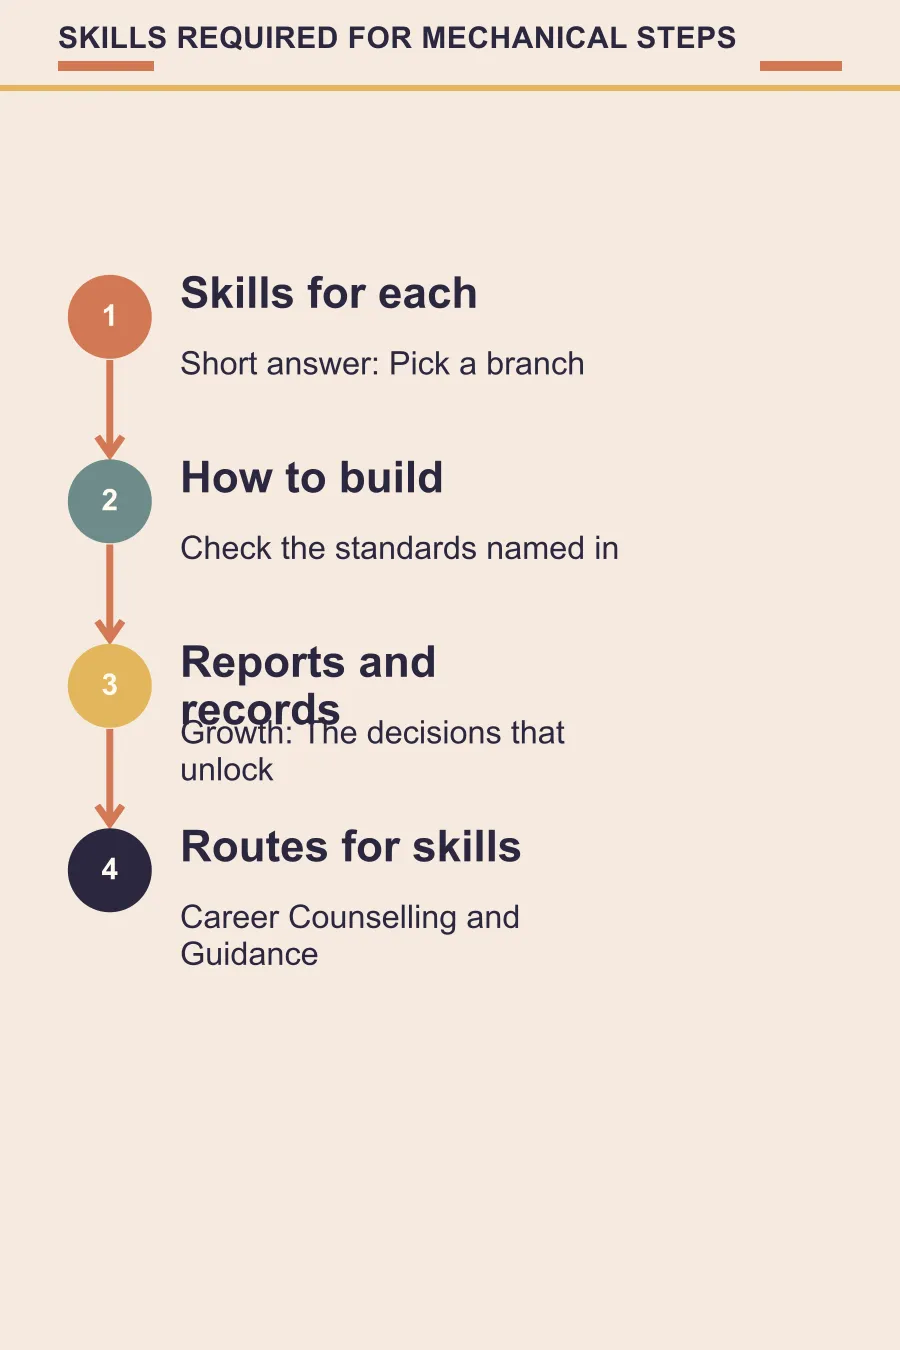 SKILLS REQUIRED FOR MECHANICAL STEPS
1
Skills for each
Short answer: Pick a branch
2
How to build
Check the standards named in
3
Reports and
records
Growth: The decisions that
unlock
4
Routes for skills
Career Counselling and
Guidance